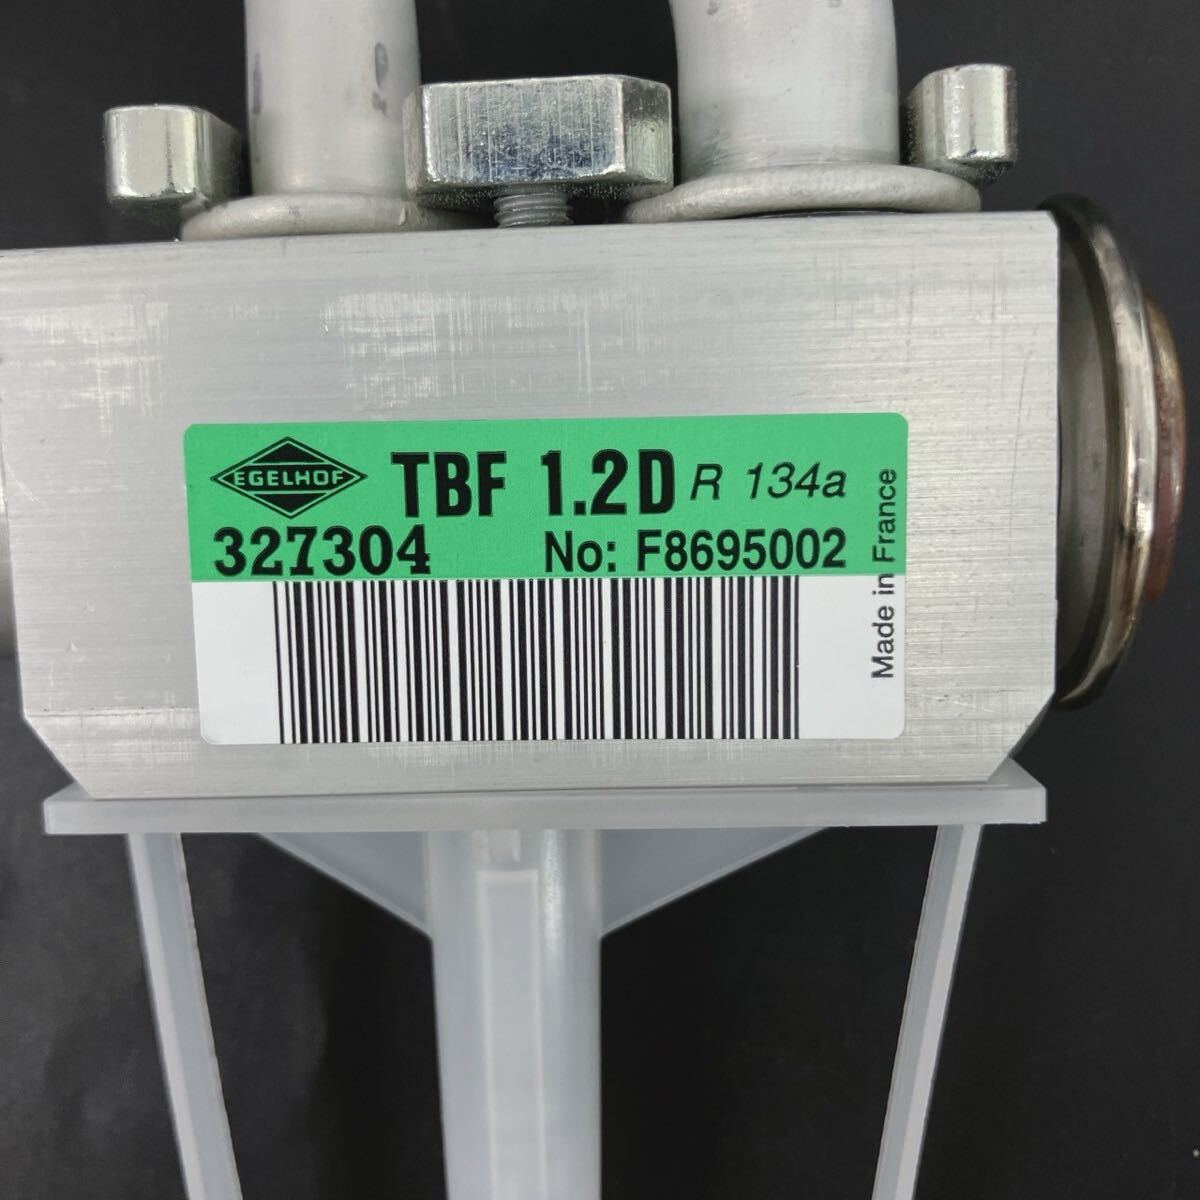 EGELHOF TBF 1.2D R 134a
327304 No: F8695002
Made in France